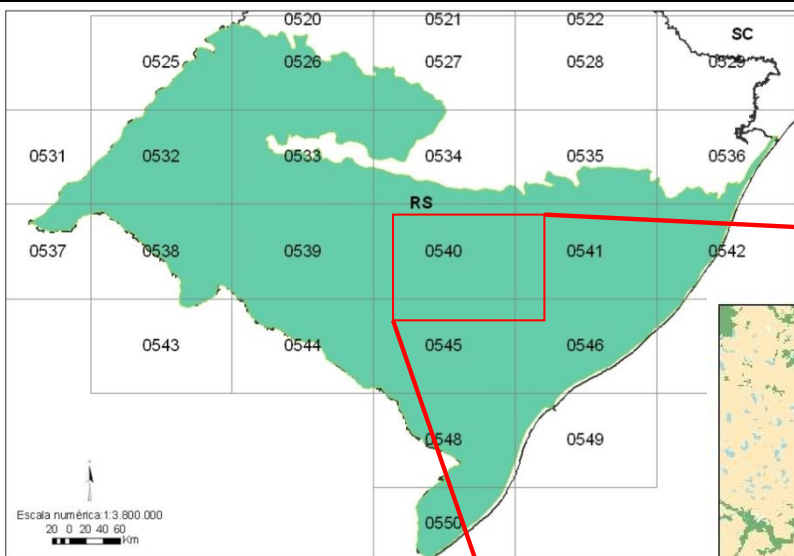 0520 0521 0522
SC
0525 0526 0527 0528 0529
0531 0532 0533 0534 0535 0536
RS
0537 0538 0539 0540 0541 0542
0543 0544 0545 0546
0548 0549
0550
Escala numérica:1:3.800.000
20 0 20 40 60
Km